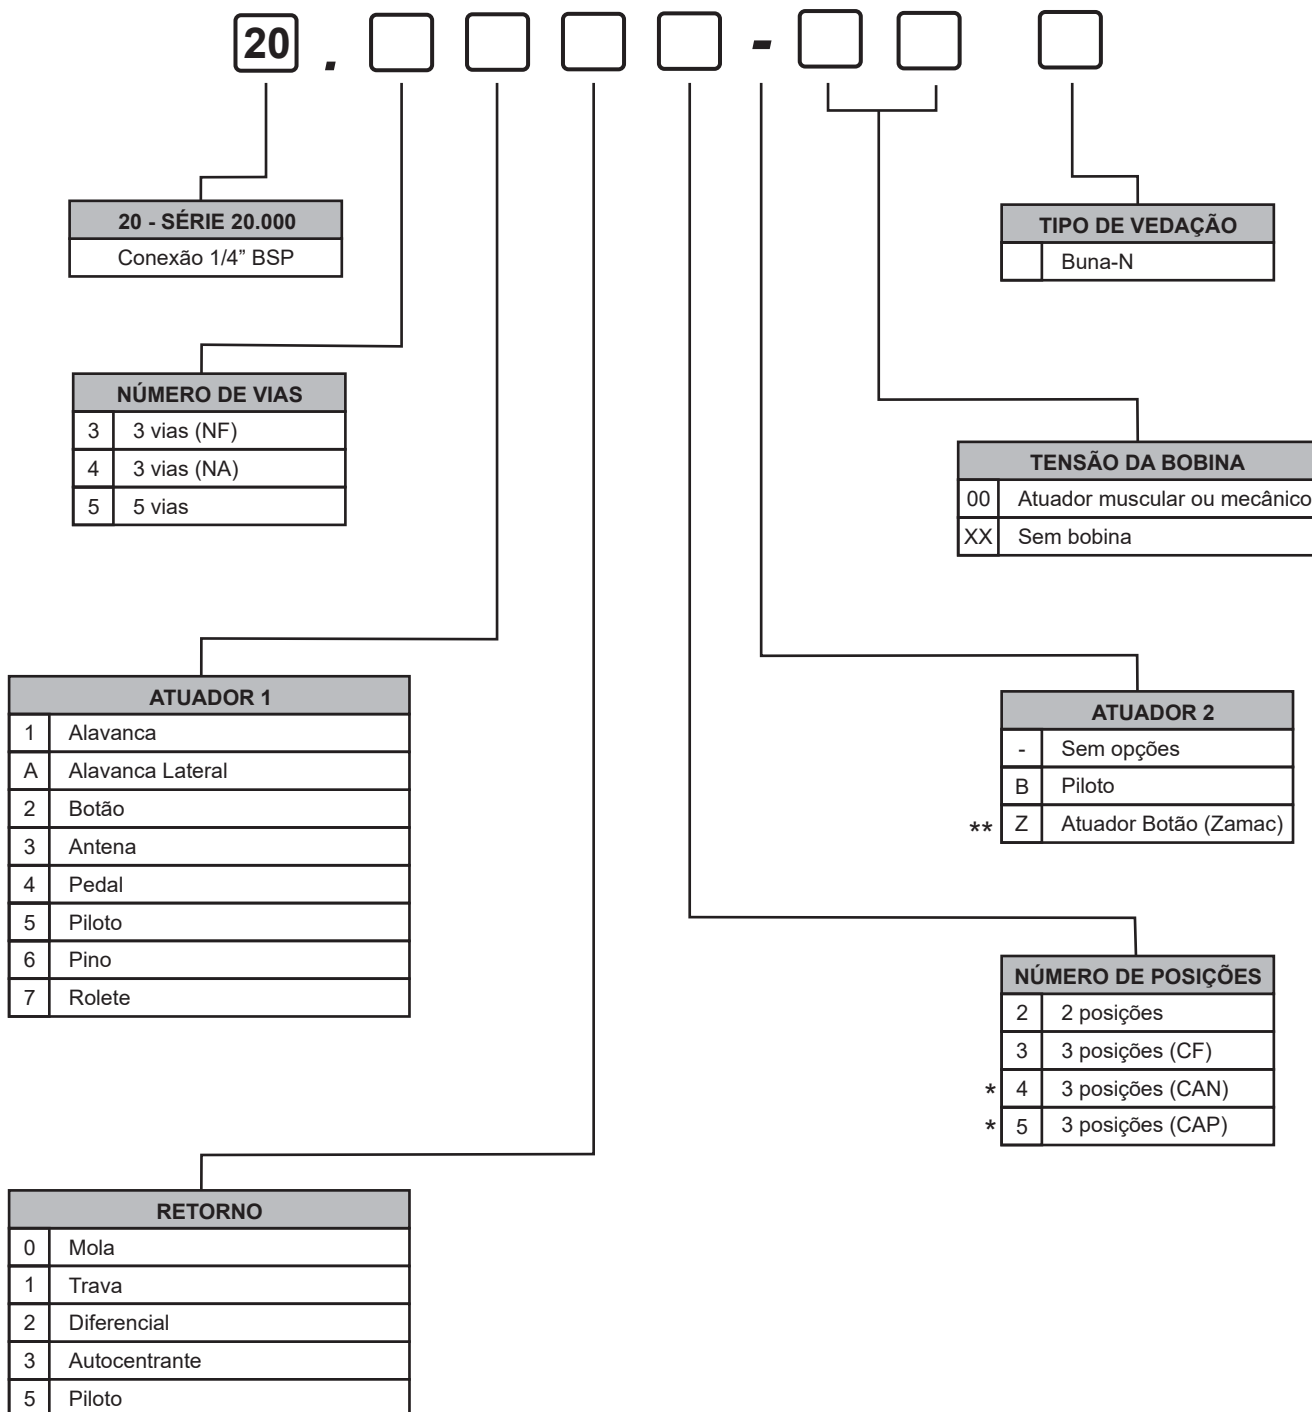 20 . -
20 - SÉRIE 20.000
Conexão 1/4” BSP
TIPO DE VEDAÇÃO
Buna-N
NÚMERO DE VIAS
3 3 vias (NF)
4 3 vias (NA)
5 5 vias
TENSÃO DA BOBINA
00 Atuador muscular ou mecânico
XX Sem bobina
ATUADOR 1
1 Alavanca
A Alavanca Lateral
2 Botão
3 Antena
4 Pedal
5 Piloto
6 Pino
7 Rolete
ATUADOR 2
- Sem opções
B Piloto
** Z Atuador Botão (Zamac)
NÚMERO DE POSIÇÕES
2 2 posições
3 3 posições (CF)
* 4 3 posições (CAN)
* 5 3 posições (CAP)
RETORNO
0 Mola
1 Trava
2 Diferencial
3 Autocentrante
5 Piloto